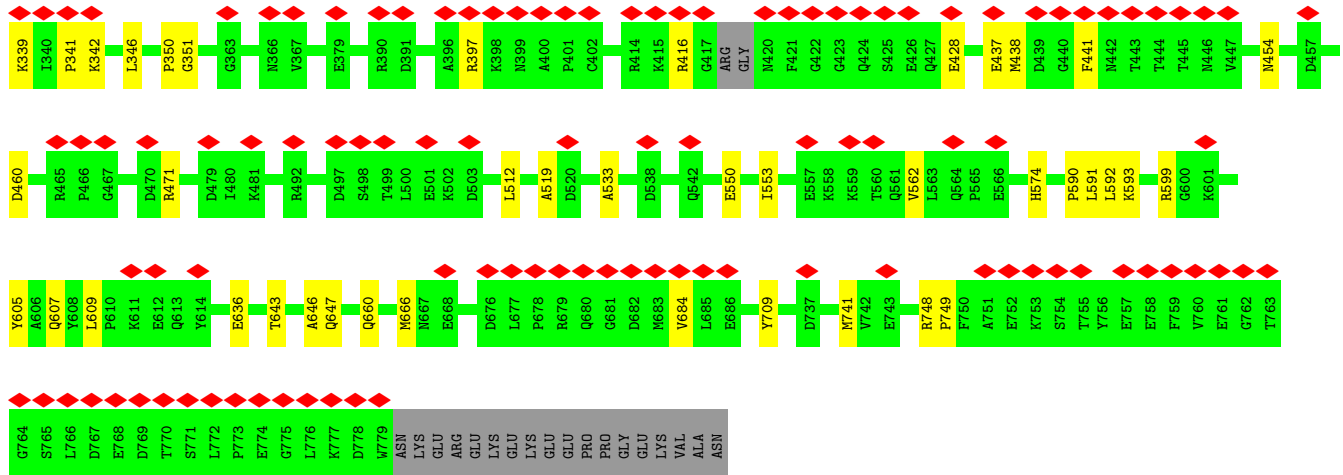 K339 I340 P341 K342 L346 P350 G351 G363 N366 V367 E379 R390 D391 A396 R397 K398 N399 A400 P401 C402 R414 K415 R416 G417 ARG GLY N420 F421 G422 G423 Q424 S425 E426 Q427 E428 E437 M438 D439 G440 F441 N442 T443 T444 T445 N446 V447 N454 D457
D460 R465 P466 G467 D470 R471 D479 I480 K481 R492 D497 S498 T499 L500 E501 K502 D503 L512 A519 D520 A533 D538 Q542 E550 I553 E557 K558 K559 T560 Q561 V562 L563 Q564 P565 E566 H574 P590 L591 L592 K593 R599 G600 K601
Y605 A606 Q607 Y608 L609 P610 K611 E612 Q613 Y614 E636 T643 A646 Q647 Q660 M666 N667 E668 D676 L677 P678 R679 Q680 G681 D682 M683 V684 L685 E686 Y709 D737 M741 V742 E743 R748 P749 F750 A751 E752 K753 S754 T755 Y756 E757 E758 F759 V760 E761 G762 T763
G764 S765 L766 D767 E768 D769 T770 S771 L772 P773 E774 G775 L776 K777 D778 W779 ASN LYS GLU ARG GLU LYS GLU LYS GLU GLU PRO PRO GLY GLU LYS VAL ALA ASN